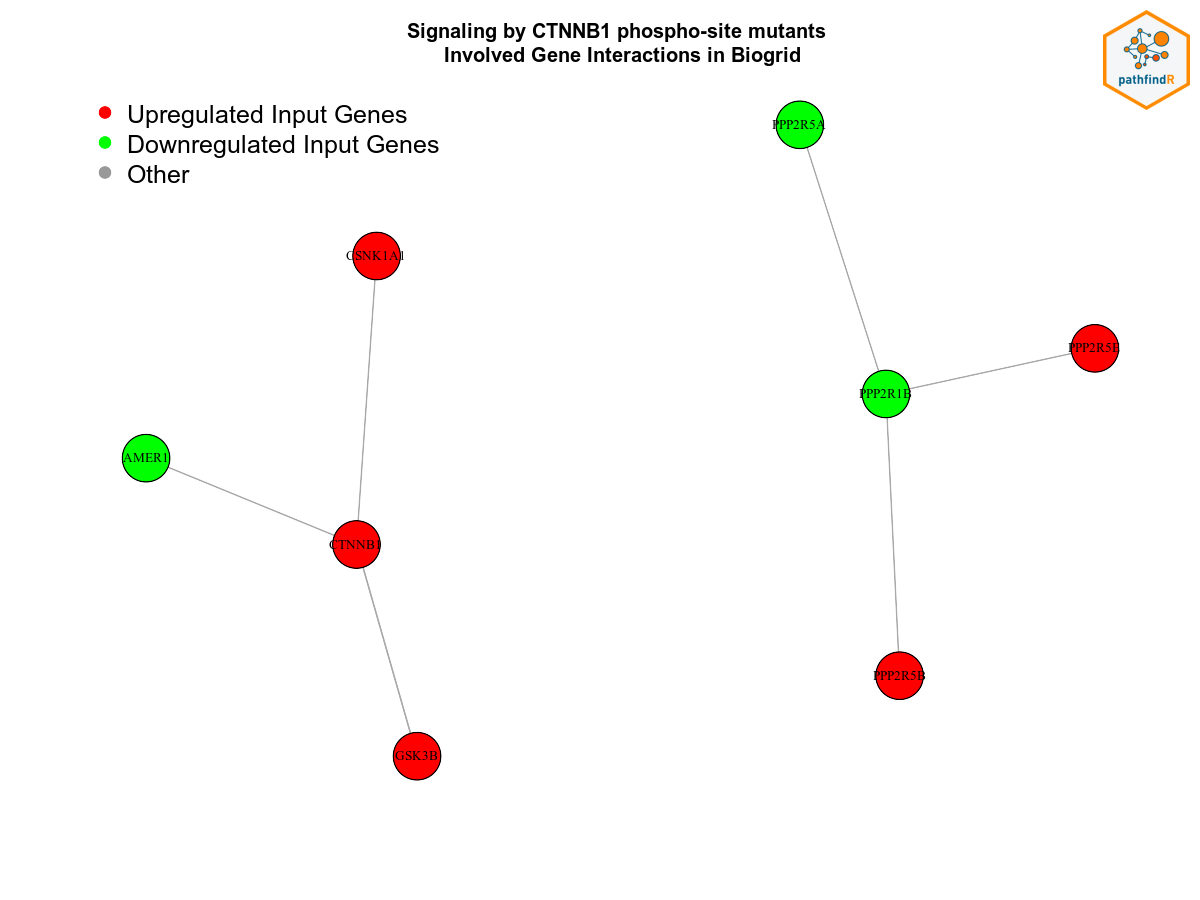 Signaling by CTNNB1 phospho-site mutants
Involved Gene Interactions in Biogrid
pathfindR
Upregulated Input Genes
Downregulated Input Genes
Other
PPP2R5A
CSNK1A1
PPP2R5E
PPP2R1B
AMER1
CTNNB1
PPP2R5B
GSK3B